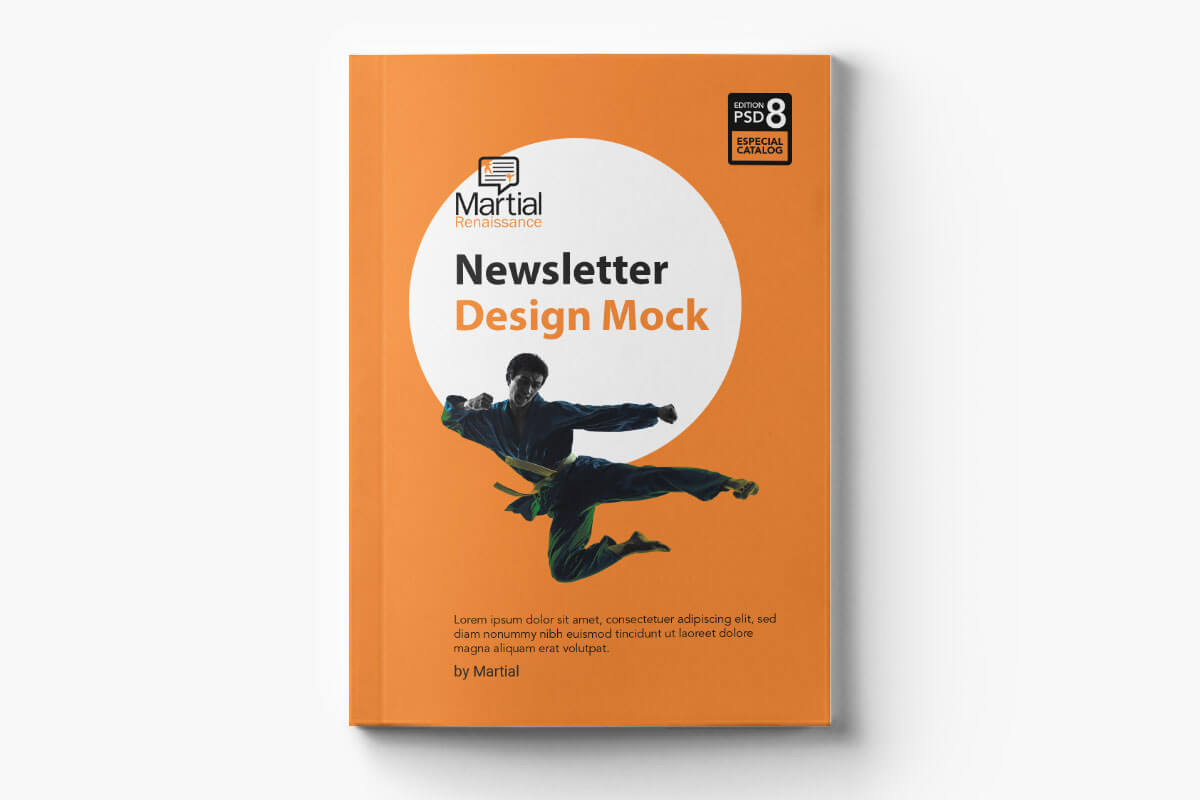 EDITION
PSD 8
ESPECIAL
CATALOG
Martial
Renaissance
Newsletter
Design Mock
Lorem ipsum dolor sit amet, consectetuer adipiscing elit, sed
diam nonummy nibh euismod tincidunt ut laoreet dolore
magna aliquam erat volutpat.
by Martial